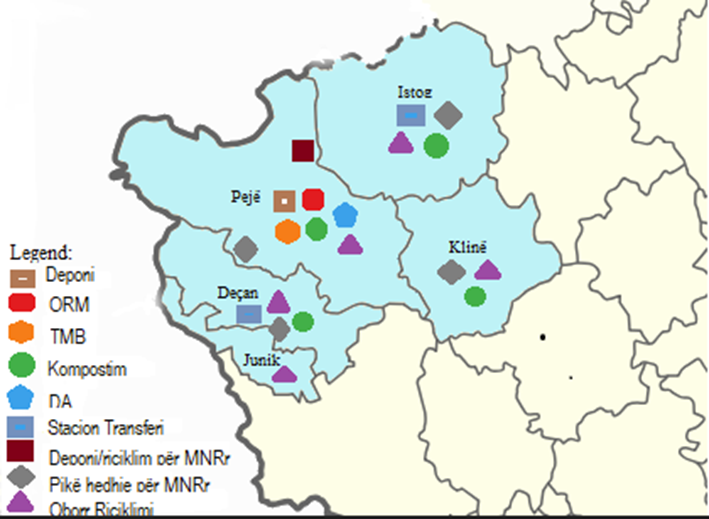 Istog
Pejë
Klinë
Deçan
Junik
Legend:
Deponi
ORM
TMB
Kompostim
DA
Stacion Transferi
Deponi/riciklim për MNRr
Pikë hedhje për MNRr
Oborr Riciklimi